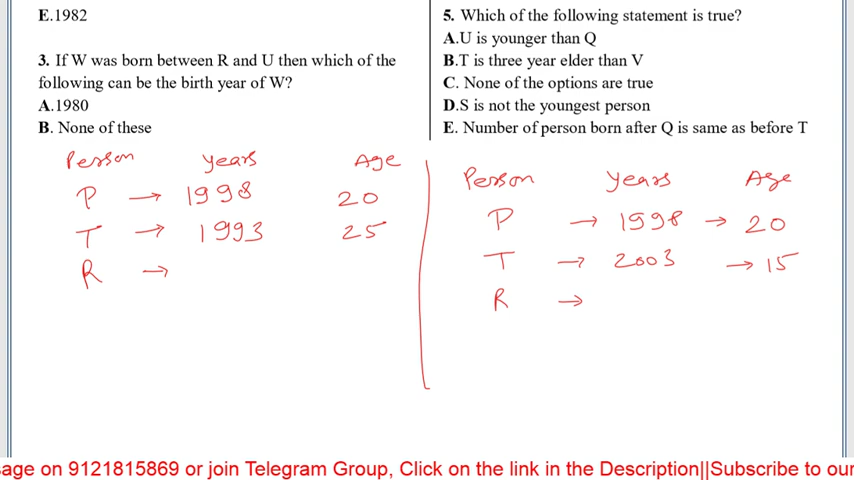 E.1982
3. If W was born between R and U then which of the
following can be the birth year of W?
A.1980
B. None of these
5. Which of the following statement is true?
A.U is younger than Q
B.T is three year elder than V
C. None of the options are true
D.S is not the youngest person
E. Number of person born after Q is same as before T
Person years Age
P → 1998 20
T → 1993 25
R →
Person years Age
P → 1998 → 20
T → 2003 → 15
R →
sage on 9121815869 or join Telegram Group, Click on the link in the Description||Subscribe to our